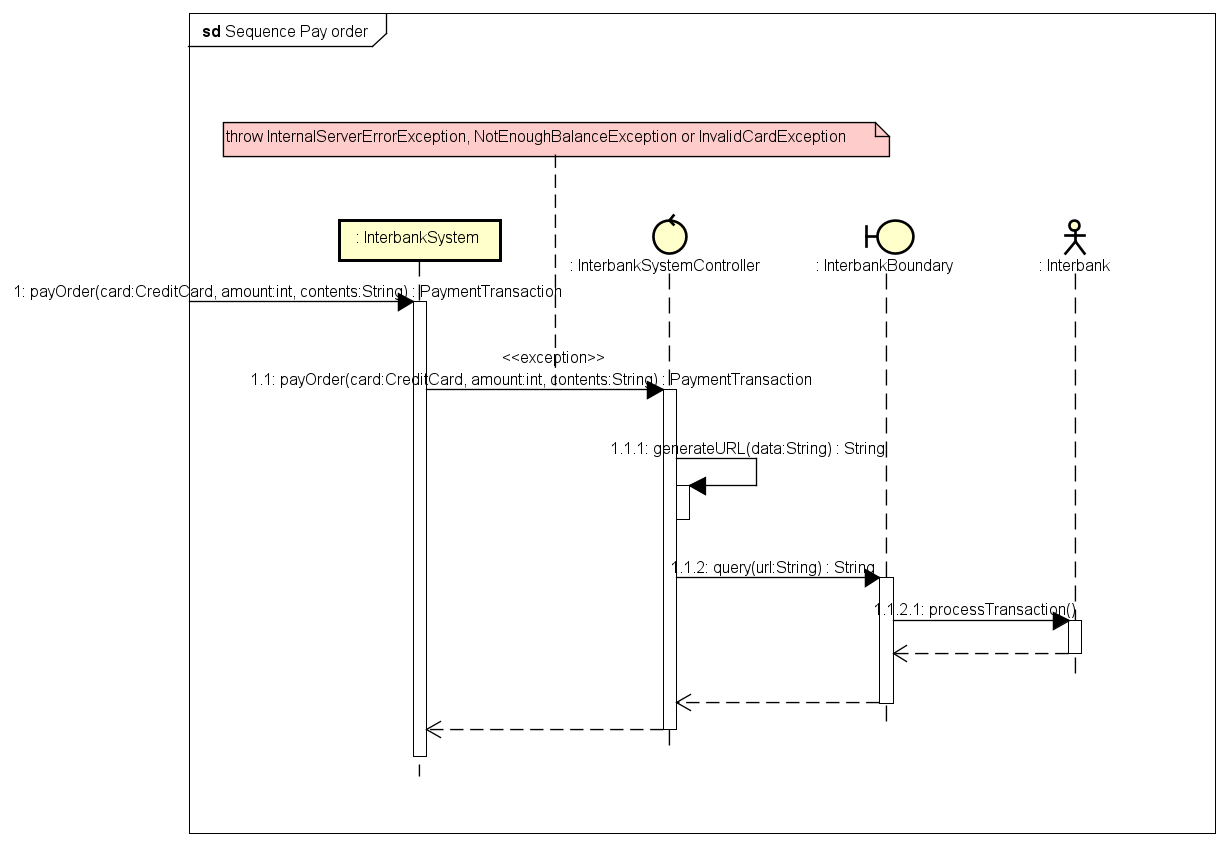 sd Sequence Pay order
throw InternalServerErrorException, NotEnoughBalanceException or InvalidCardException
: InterbankSystem
: InterbankSystemController
: InterbankBoundary
: Interbank
1: payOrder(card:CreditCard, amount:int, contents:String) : PaymentTransaction
<<exception>>
1.1: payOrder(card:CreditCard, amount:int, contents:String) : PaymentTransaction
1.1.1: generateURL(data:String) : String
1.1.2: query(url:String) : String
1.1.2.1: processTransaction()